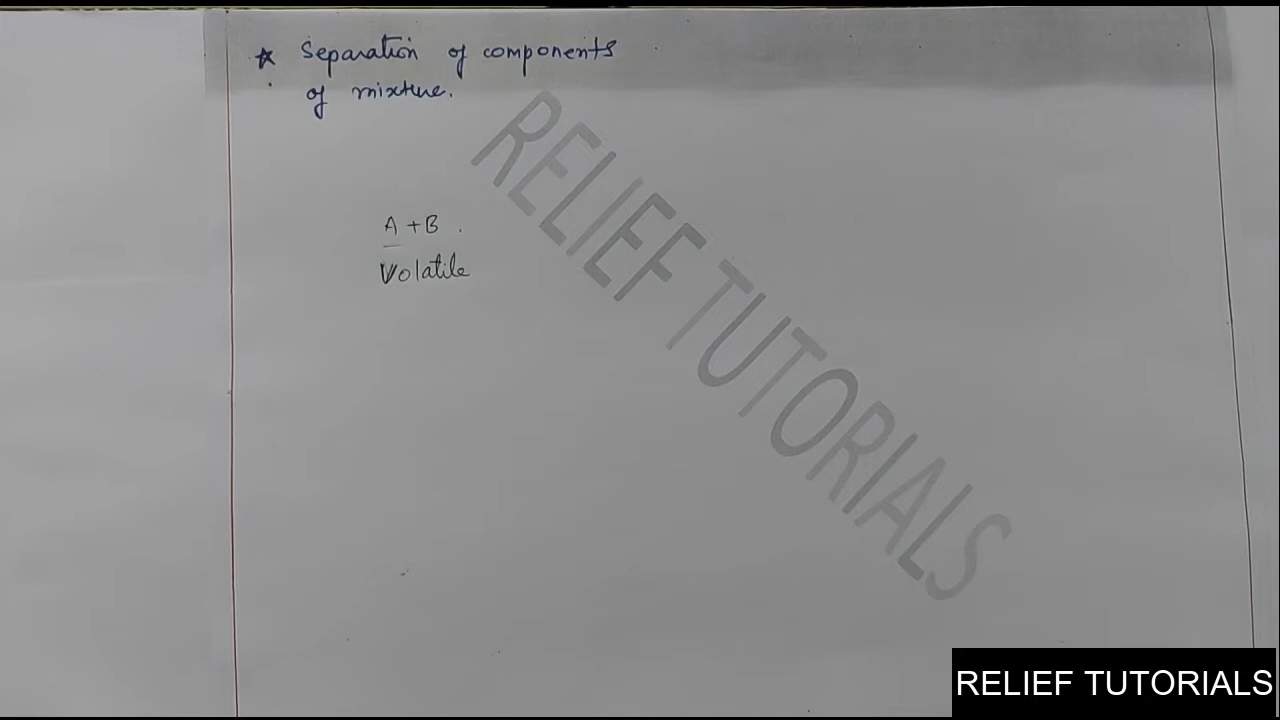 * Separation of components
of mixture.
A + B .
Volatile
RELIEF TUTORIALS
RELIEF TUTORIALS